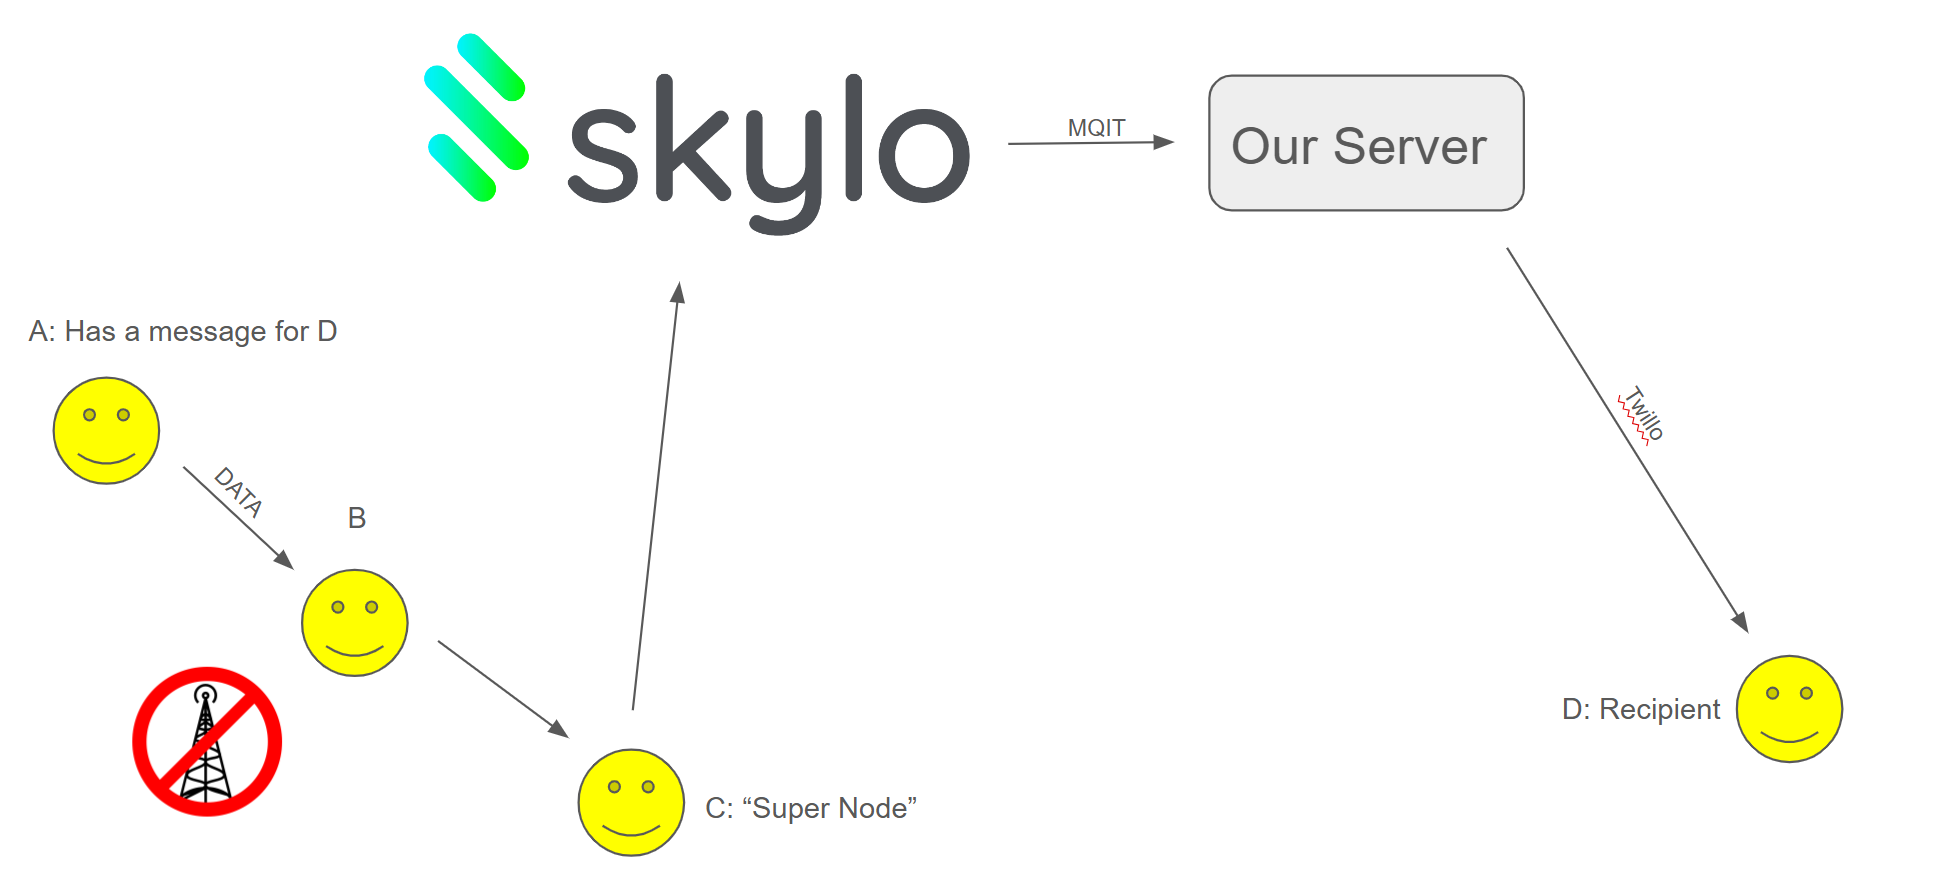 skylo
MQIT
Our Server
A: Has a message for D
DATA
B
Twillo
D: Recipient
C: “Super Node”